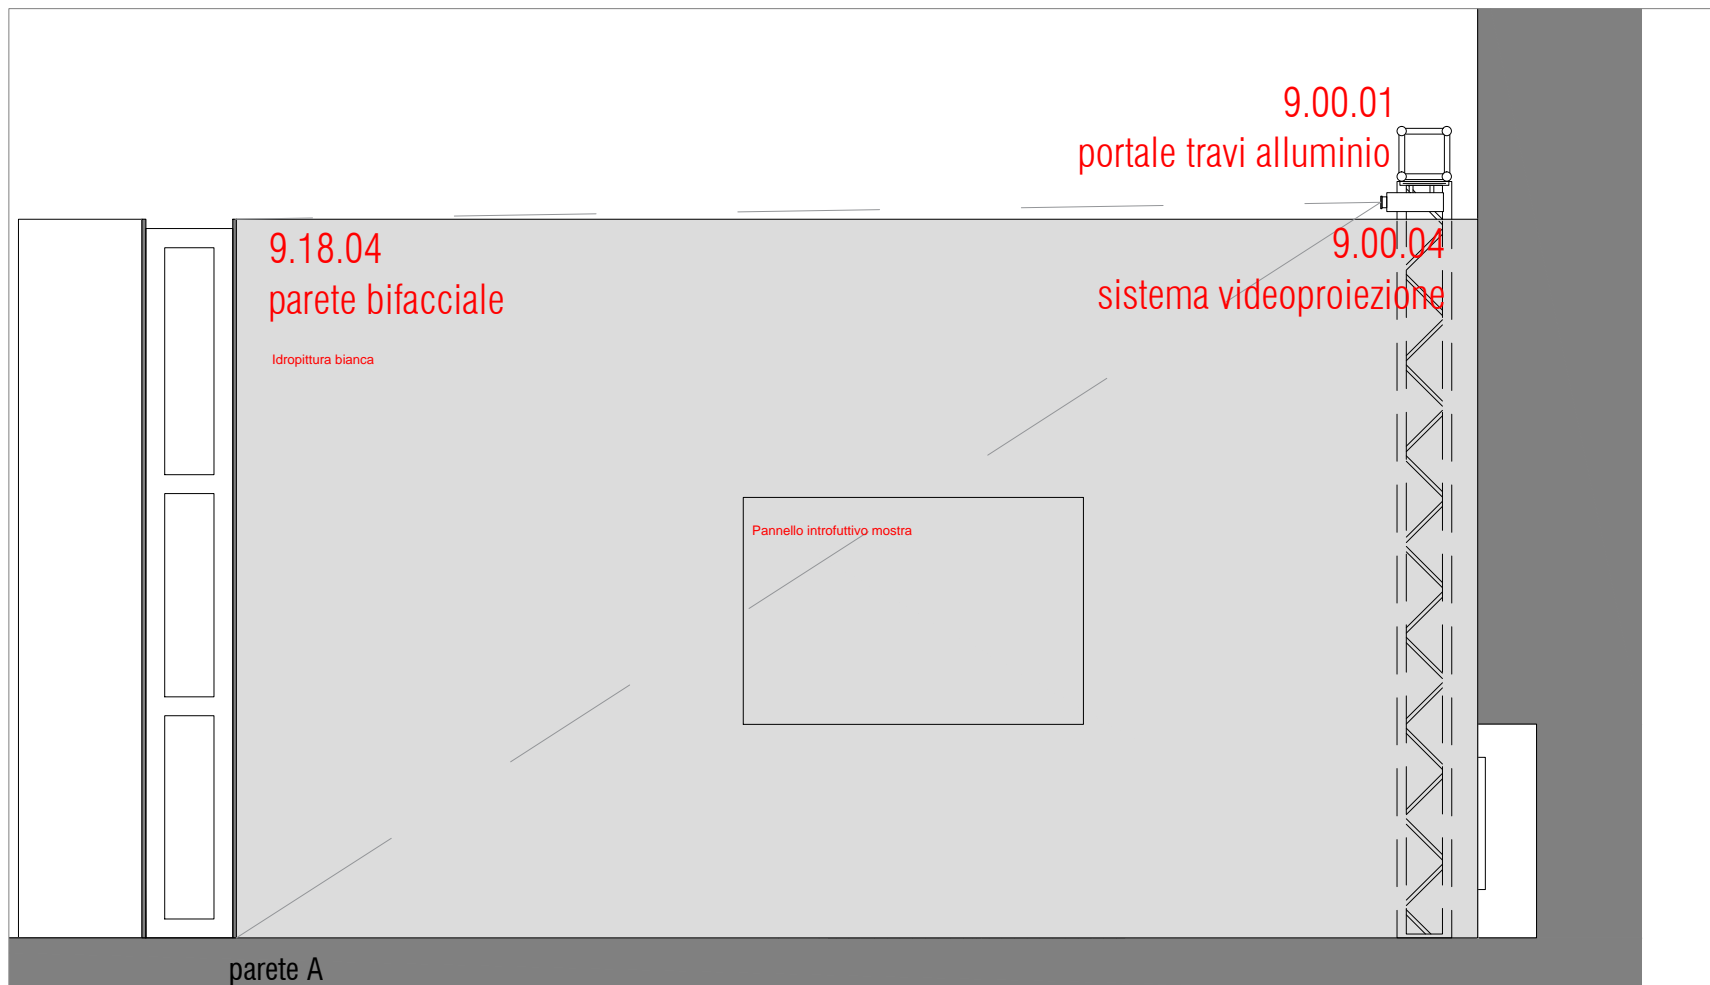 9.00.01
portale travi alluminio
9.18.04
parete bifacciale
9.00.04
sistema videoproiezione
Idropittura bianca
Pannello introfuttivo mostra
parete A